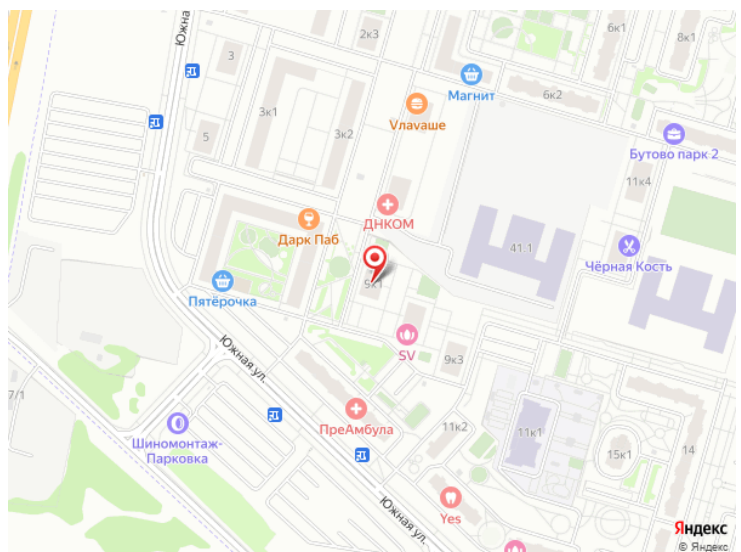 Южная
2к3
6к1
8к1
3
Магнит
6к2
3к1
Vлаvаше
5
3к2
Бутово парк 2
11к4
ДНКОМ
Дарк Паб
41.1
Чёрная Кость
9к1
Пятёрочка
SV
Южная ул.
9к3
7/1
ПреАмбула
11к2
11к1
14
Шиномонтаж-
Парковка
15к1
Yes
Южная ул.
Яндекс
© Яндекс